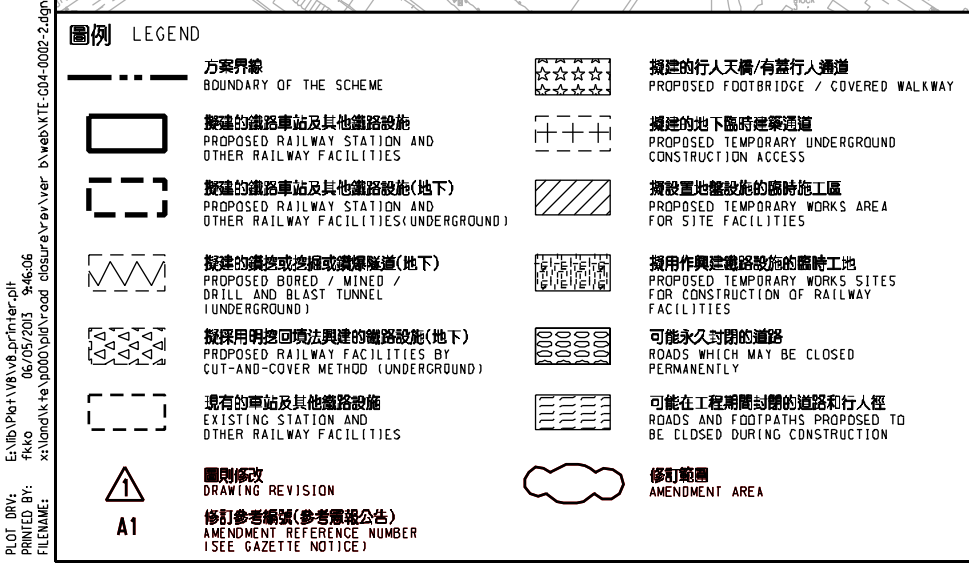 圖例 LEGEND
方案界線
BOUNDARY OF THE SCHEME
擬建的鐵路車站及其他鐵路設施
PROPOSED RAILWAY STATION AND
OTHER RAILWAY FACILITIES
擬建的鐵路車站及其他鐵路設施(地下)
PROPOSED RAILWAY STATION AND
OTHER RAILWAY FACILITIES(UNDERGROUND)
擬建的鑽挖或挖掘或鑽爆隧道(地下)
PROPOSED BORED / MINED /
DRILL AND BLAST TUNNEL
(UNDERGROUND)
擬採用明挖回填法興建的鐵路設施(地下)
PROPOSED RAILWAY FACILITIES BY
CUT-AND-COVER METHOD (UNDERGROUND)
現有的車站及其他鐵路設施
EXISTING STATION AND
OTHER RAILWAY FACILITIES
1
圖則修改
DRAWING REVISION
A1
修訂參考編號(參考憲報公告)
AMENDMENT REFERENCE NUMBER
(SEE GAZETTE NOTICE)
擬建的行人天橋/有蓋行人通道
PROPOSED FOOTBRIDGE / COVERED WALKWAY
擬建的地下臨時建築通道
PROPOSED TEMPORARY UNDERGROUND
CONSTRUCTION ACCESS
擬設置地盤設施的臨時施工區
PROPOSED TEMPORARY WORKS AREA
FOR SITE FACILITIES
擬用作興建鐵路設施的臨時工地
PROPOSED TEMPORARY WORKS SITES
FOR CONSTRUCTION OF RAILWAY
FACILITIES
可能永久封閉的道路
ROADS WHICH MAY BE CLOSED
PERMANENTLY
可能在工程期間封閉的道路和行人徑
ROADS AND FOOTPATHS PROPOSED TO
BE CLOSED DURING CONSTRUCTION
修訂範圍
AMENDMENT AREA
PLOT DRV: E:\lib\Plot\V8\v8.printer.plt
PRINTED BY: fkko 06/05/2013 9:46:06
FILENAME: x:\land\kte\p000\pld\road closure\rev\ver b\web\KTE-G04-0002-2.dgn